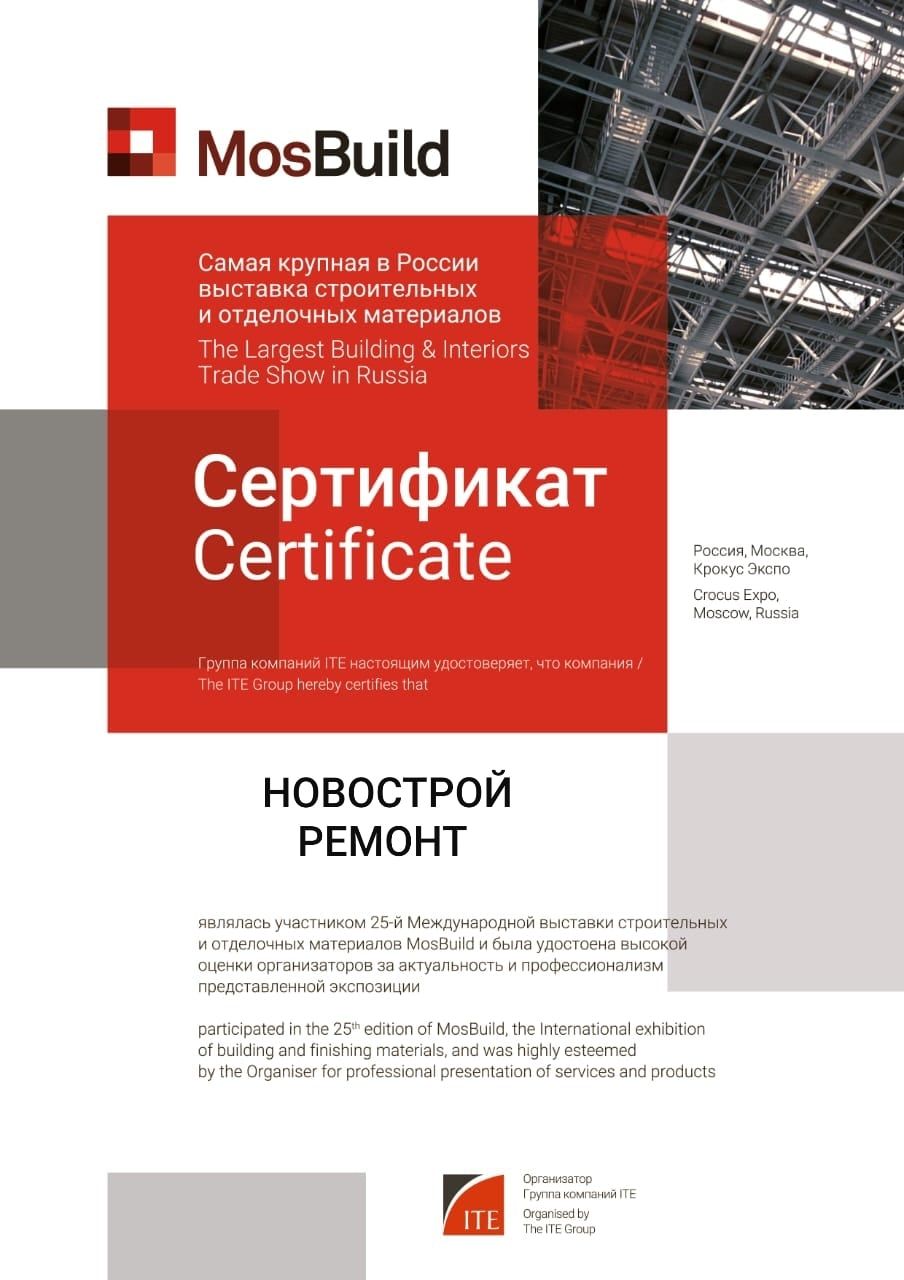 MosBuild
Самая крупная в России
выставка строительных
и отделочных материалов
The Largest Building & Interiors
Trade Show in Russia
Сертификат
Certificate
Россия, Москва,
Крокус Экспо
Crocus Expo,
Moscow, Russia
Группа компаний ITE настоящим удостоверяет, что компания /
The ITE Group hereby certifies that
НОВОСТРОЙ
РЕМОНТ
являлась участником 25-й Международной выставки строительных
и отделочных материалов MosBuild и была удостоена высокой
оценки организаторов за актуальность и профессионализм
представленной экспозиции
participated in the 25th edition of MosBuild, the International exhibition
of building and finishing materials, and was highly esteemed
by the Organiser for professional presentation of services and products
ITE
Организатор
Группа компаний ITE
Organised by
The ITE Group